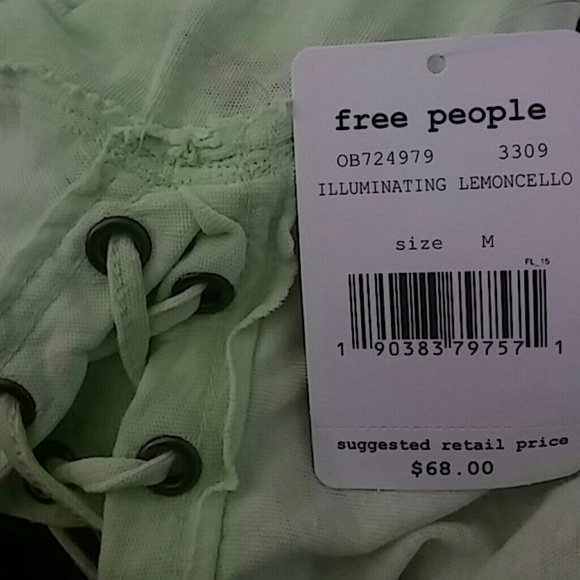 free people
OB724979 3309
ILLUMINATING LEMONCELLO
size M
FL_15
1 90383 79757 1
suggested retail price
$68.00